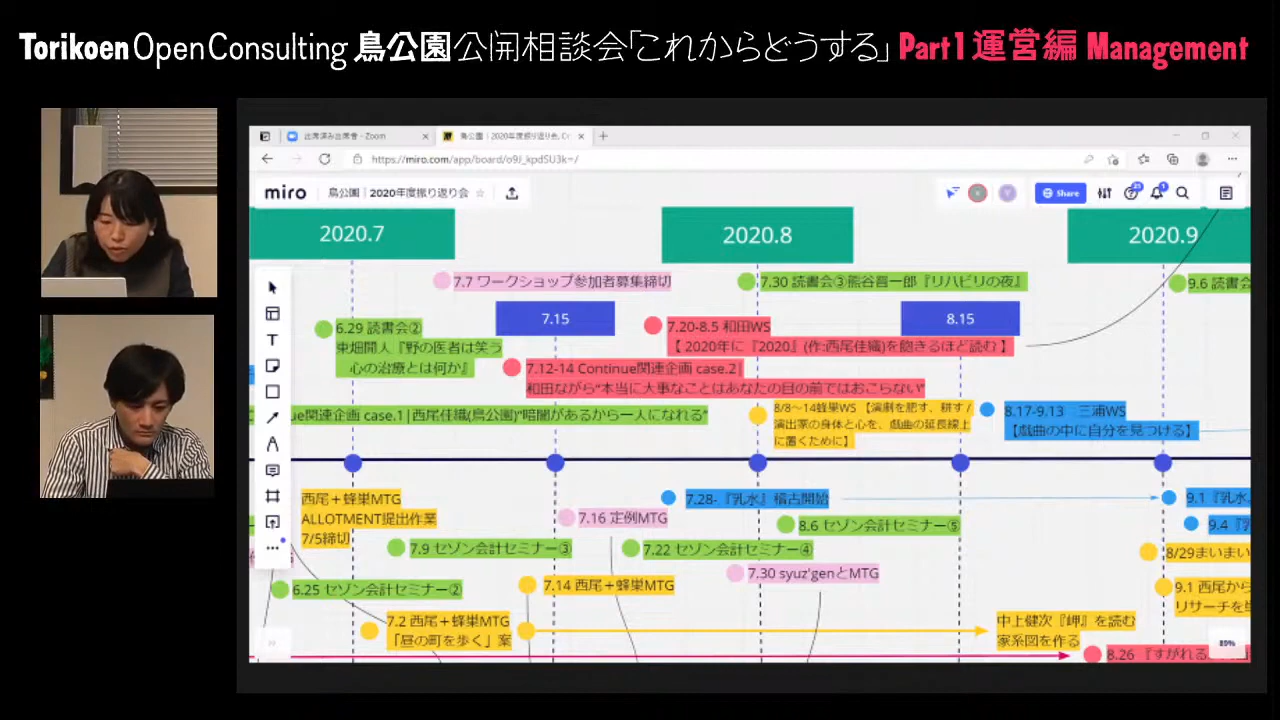 Torikoen Open Consulting 鳥公園公開相談会「これからどうする」 Part1 運営編 Management
出席済み出席者 - Zoom
鳥公園｜2020年度振り返り会, On
https://miro.com/app/board/o9J_kpdSU3k=/
miro
鳥公園｜2020年度振り返り会
Share
2020.7
2020.8
2020.9
7.7 ワークショップ参加者募集締切
7.30 読書会③熊谷晋一郎『リハビリの夜』
9.6 読書会
7.15
8.15
6.29 読書会②
東畑開人『野の医者は笑う
心の治療とは何か』
7.20-8.5 和田WS
【 2020年に『2020』(作:西尾佳織)を飽きるほど読む 】
7.12-14 Continue関連企画 case.2|
和田ながら"本当に大事なことはあなたの目の前ではおこらない"
ue関連企画 case.1|西尾佳織(鳥公園)"暗闇があるから一人になれる"
8/8～14蜂巣WS 【演劇を肥す、耕す /
演出家の身体と心を、戯曲の延長線上
に置くために】
8.17-9.13 三浦WS
【戯曲の中に自分を見つける】
西尾＋蜂巣MTG
ALLOTMENT提出作業
7/5締切
7.28- 『乳水』稽古開始
9.1『乳水
7.16 定例MTG
8.6 セゾン会計セミナー⑤
9.4『乳
7.9 セゾン会計セミナー③
7.22 セゾン会計セミナー④
8/29まいまい
7.30 syuz'genとMTG
6.25 セゾン会計セミナー②
7.14 西尾＋蜂巣MTG
9.1 西尾から
リサーチを
7.2 西尾＋蜂巣MTG
「昼の町を歩く」案
中上健次『岬』を読む
家系図を作る
8.26 『すがれる
89%